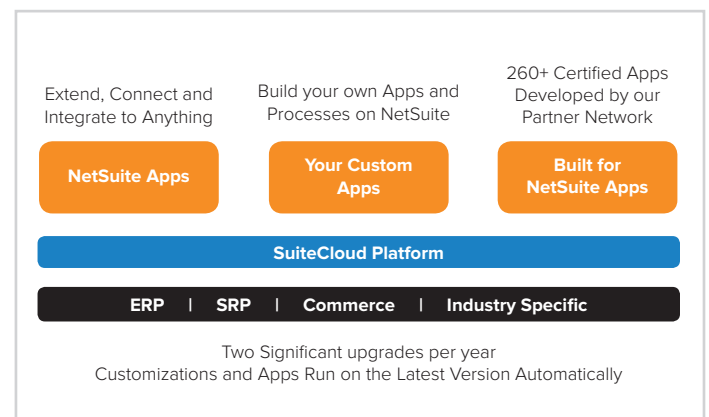 Extend, Connect and
Integrate to Anything
Build your own Apps and
Processes on NetSuite
260+ Certified Apps
Developed by our
Partner Network
NetSuite Apps
Your Custom
Apps
Built for
NetSuite Apps
SuiteCloud Platform
ERP | SRP | Commerce | Industry Specific
Two Significant upgrades per year
Customizations and Apps Run on the Latest Version Automatically